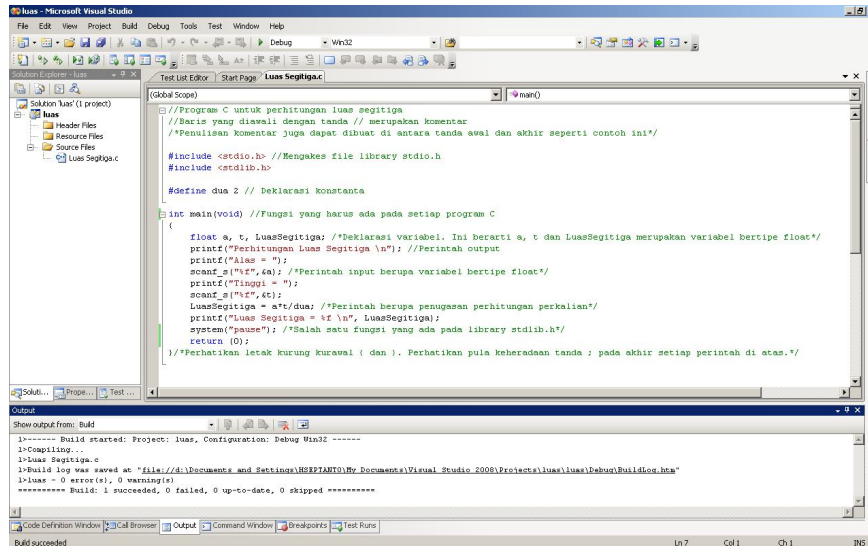 luas - Microsoft Visual Studio
File Edit View Project Build Debug Tools Test Window Help
Debug Win32
Solution Explorer - luas
Test List Editor Start Page Luas Segitiga.c
(Global Scope) main()
Solution 'luas' (1 project)
luas
Header Files
Resource Files
Source Files
Luas Segitiga.c
//Program C untuk perhitungan luas segitiga
//Baris yang diawali dengan tanda // merupakan komentar
/*Penulisan komentar juga dapat dibuat di antara tanda awal dan akhir seperti contoh ini*/
#include <stdio.h> //Mengakes file library stdio.h
#include <stdlib.h>
#define dua 2 // Deklarasi konstanta
int main(void) //Fungsi yang harus ada pada setiap program C
{
float a, t, LuasSegitiga; /*Deklarasi variabel. Ini berarti a, t dan LuasSegitiga merupakan variabel bertipe float*/
printf("Perhitungan Luas Segitiga \n"); //Perintah output
printf("Alas = ");
scanf_s("%f",&a); /*Perintah input berupa variabel bertipe float*/
printf("Tinggi = ");
scanf_s("%f",&t);
LuasSegitiga = a*t/dua; /*Perintah berupa penugasan perhitungan perkalian*/
printf("Luas Segitiga = %f \n", LuasSegitiga);
system("pause"); /*Salah satu fungsi yang ada pada library stdlib.h*/
return (0);
}/*Perhatikan letak kurung kurawal { dan }. Perhatikan pula keberadaan tanda ; pada akhir setiap perintah di atas.*/
Soluti... Prope... Test ...
Output
Show output from: Build
1>------ Build started: Project: luas, Configuration: Debug Win32 ------
1>Compiling...
1>Luas Segitiga.c
1>Build log was saved at "file://d:\Documents and Settings\HSEPTANTO\My Documents\Visual Studio 2008\Projects\luas\luas\Debug\BuildLog.htm"
1>luas - 0 error(s), 0 warning(s)
========== Build: 1 succeeded, 0 failed, 0 up-to-date, 0 skipped ==========
Code Definition Window Call Browser Output Command Window Breakpoints Test Runs
Build succeeded Ln 7 Col 1 Ch 1 INS